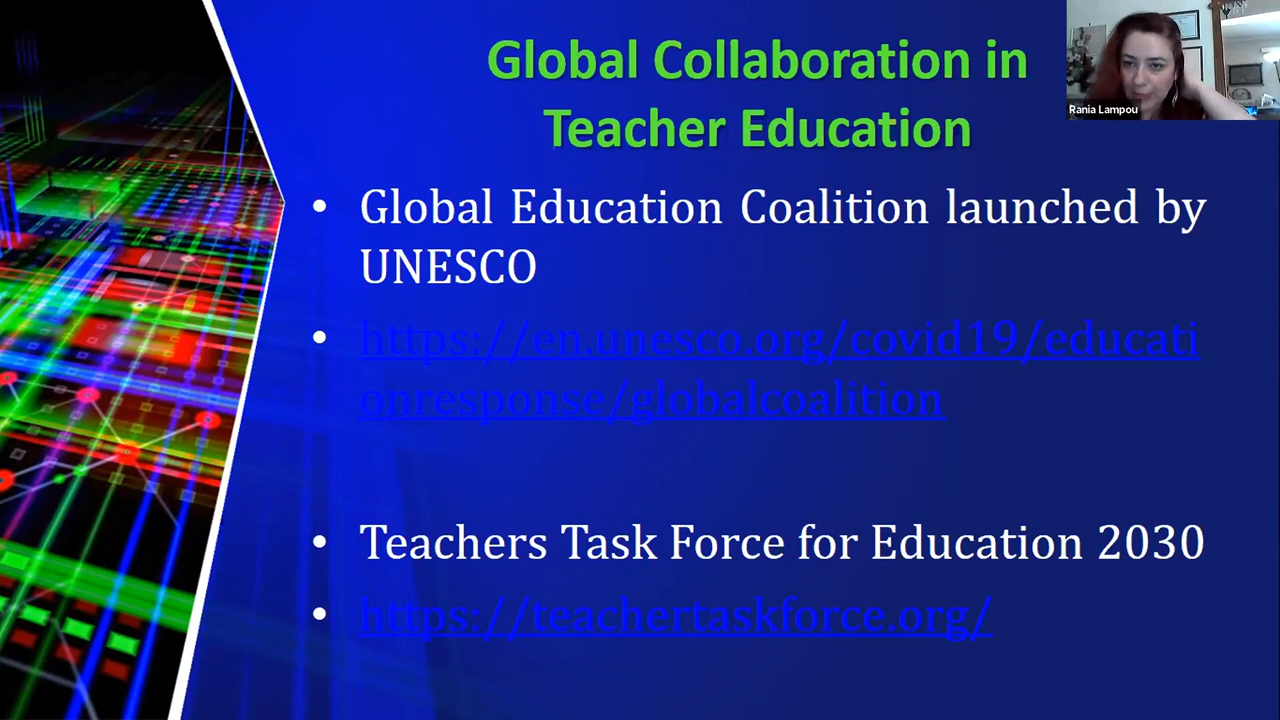 Global Collaboration in
Teacher Education
Rania Lampou
• Global Education Coalition launched by
UNESCO
• https://en.unesco.org/covid19/educati
onresponse/globalcoalition
• Teachers Task Force for Education 2030
• https://teachertaskforce.org/